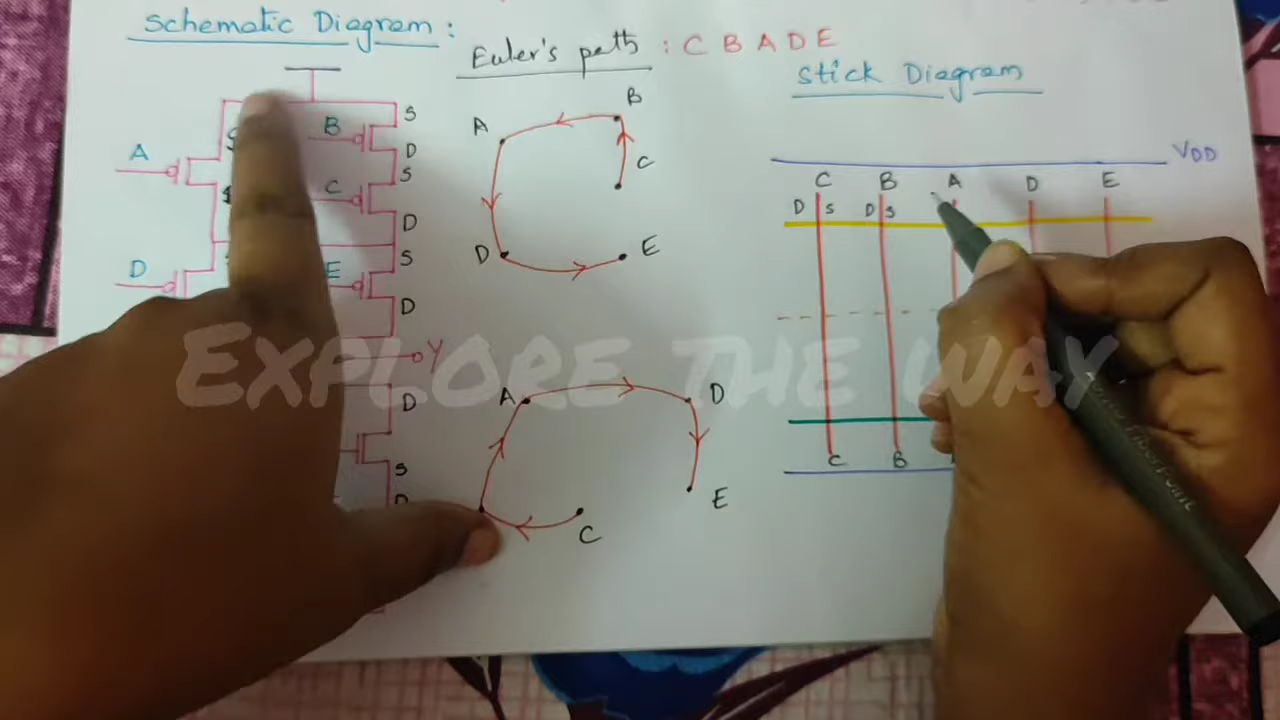 Schematic Diagram :
Euler's path : C B A D E
Stick Diagram
VDD
A
B
S
D
C
S
D
D
E
S
D
Y
D
S
D
B
A
C
D
E
A
D
C
E
C B A D E
D S D S
C B
EXPLORE THE WAY